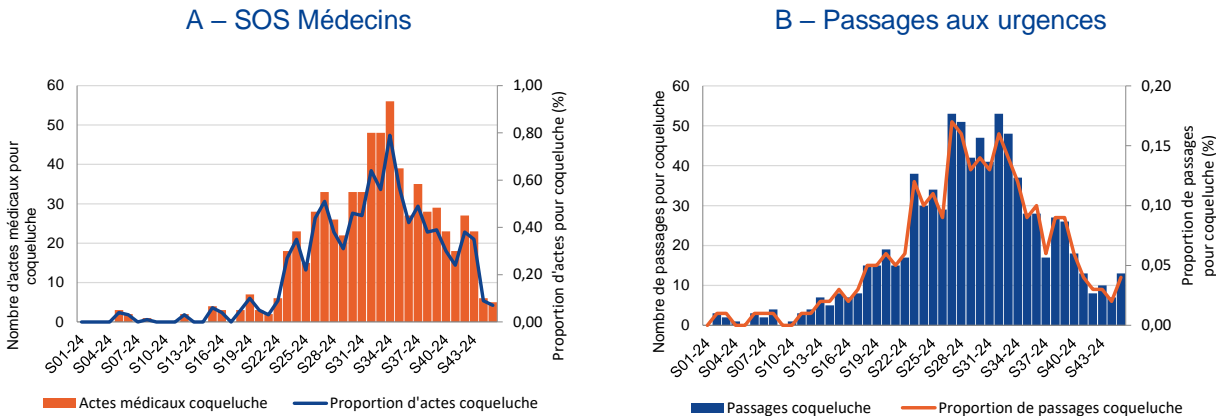 A – SOS Médecins
Nombre d'actes médicaux pour
coqueluche
60
50
40
30
20
10
0
1,00
0,80
0,60
0,40
0,20
0,00
Proportion d'actes pour coqueluche (%)
S01-24
S04-24
S07-24
S10-24
S13-24
S16-24
S19-24
S22-24
S25-24
S28-24
S31-24
S34-24
S37-24
S40-24
S43-24
Actes médicaux coqueluche
Proportion d'actes coqueluche
B – Passages aux urgences
Nombre de passages pour coqueluche
60
50
40
30
20
10
0
0,20
0,15
0,10
0,05
0,00
Proportion de passages
pour coqueluche (%)
S01-24
S04-24
S07-24
S10-24
S13-24
S16-24
S19-24
S22-24
S25-24
S28-24
S31-24
S34-24
S37-24
S40-24
S43-24
Passages coqueluche
Proportion de passages coqueluche